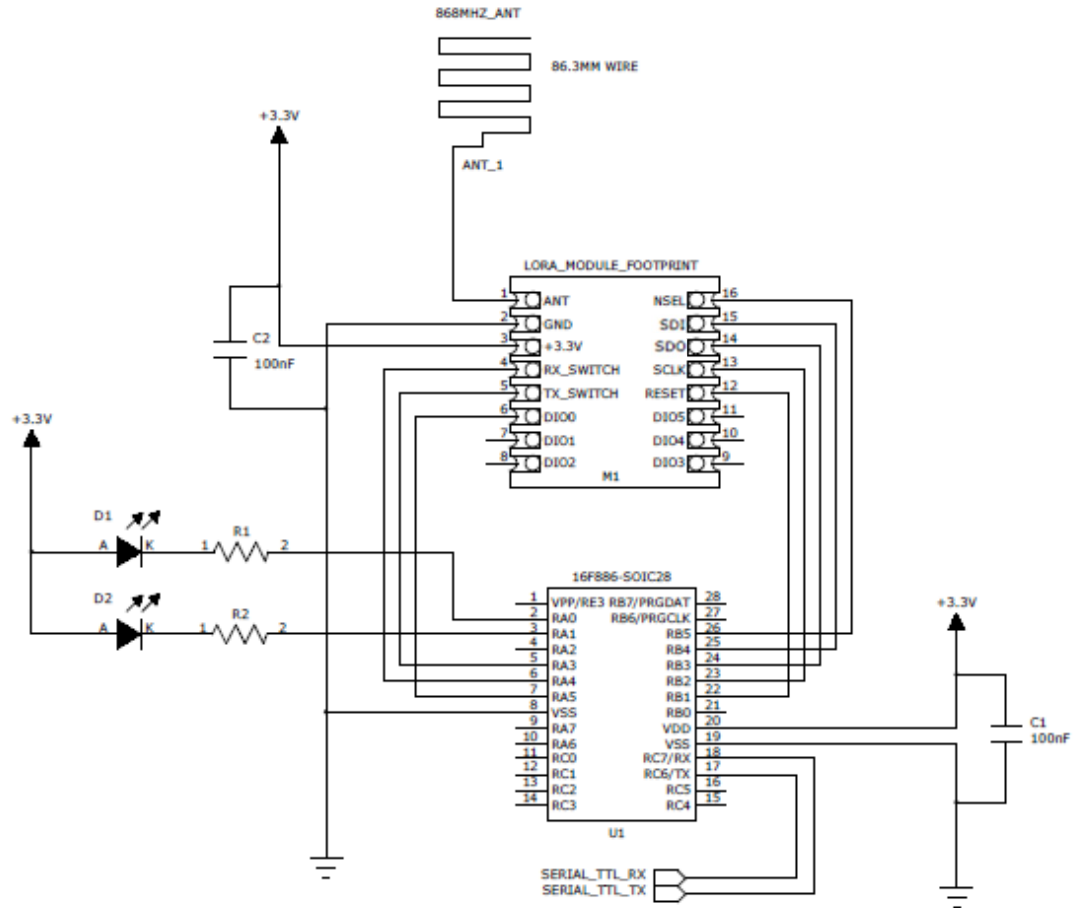 868MHZ_ANT
86.3MM WIRE
+3.3V
ANT_1
LORA_MODULE_FOOTPRINT
1 ANT NSEL 16
2 GND SDI 15
3 +3.3V SDO 14
4 RX_SWITCH SCLK 13
5 TX_SWITCH RESET 12
6 DIO0 DIO5 11
7 DIO1 DIO4 10
8 DIO2 DIO3 9
M1
C2
100nF
+3.3V
D1
A K
R1
1 2
D2
A K
R2
1 2
16F886-SOIC28
1 VPP/RE3 RB7/PRGDAT 28
2 RA0 RB6/PRGCLK 27
3 RA1 RB5 26
4 RA2 RB4 25
5 RA3 RB3 24
6 RA4 RB2 23
7 RA5 RB1 22
8 VSS RB0 21
9 RA7 VDD 20
10 RA6 VSS 19
11 RC0 RC7/RX 18
12 RC1 RC6/TX 17
13 RC2 RC5 16
14 RC3 RC4 15
U1
+3.3V
C1
100nF
SERIAL_TTL_RX
SERIAL_TTL_TX